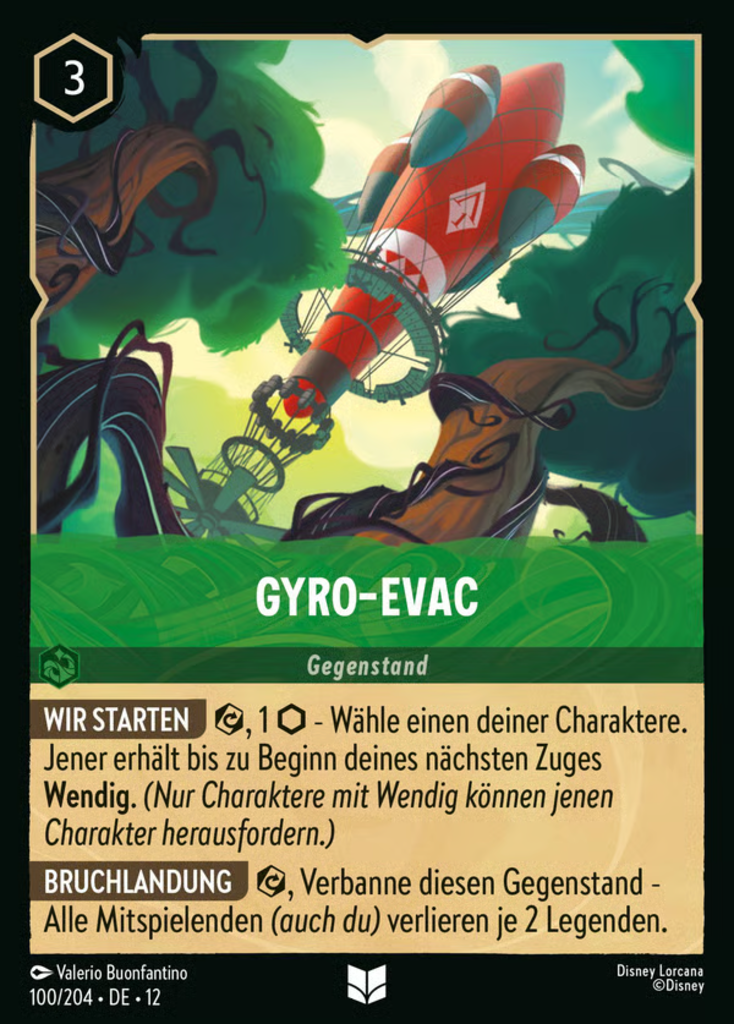 3
GYRO-EVAC
Gegenstand
WIR STARTEN , 1 - Wähle einen deiner Charaktere.
Jener erhält bis zu Beginn deines nächsten Zuges
Wendig. (Nur Charaktere mit Wendig können jenen
Charakter herausfordern.)
BRUCHLANDUNG , Verbanne diesen Gegenstand -
Alle Mitspielenden (auch du) verlieren je 2 Legenden.
Valerio Buonfantino
100/204 • DE • 12
Disney Lorcana
©Disney